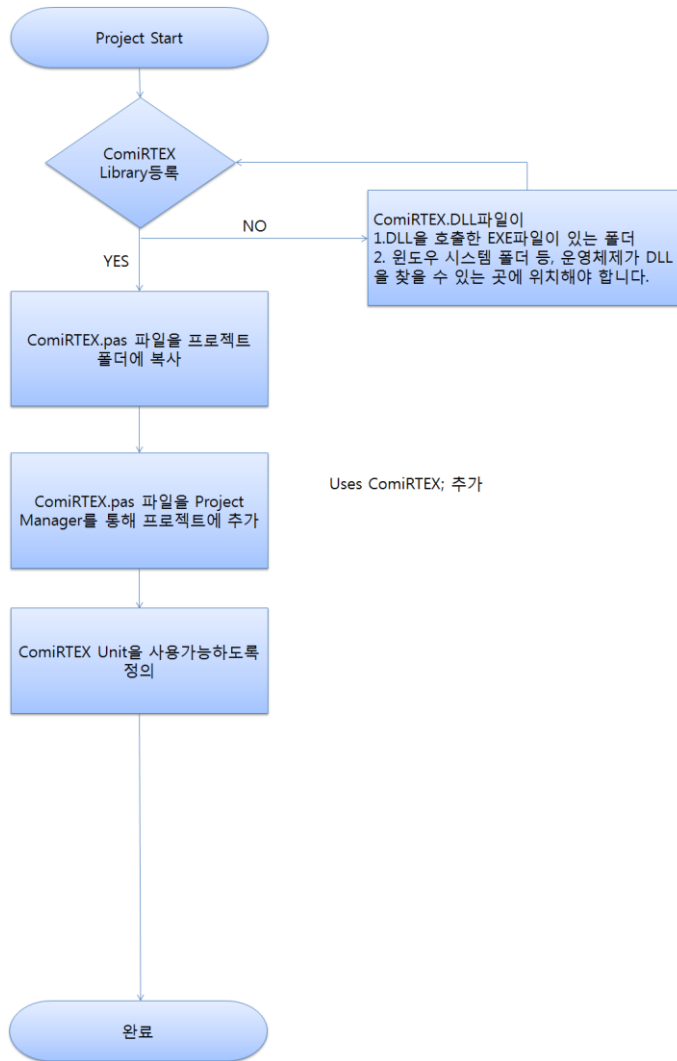 Project Start
ComiRTEX
Library등록
NO
YES
ComiRTEX.DLL파일이
1.DLL을 호출한 EXE파일이 있는 폴더
2. 윈도우 시스템 폴더 등, 운영체제가 DLL
을 찾을 수 있는 곳에 위치해야 합니다.
ComiRTEX.pas 파일을 프로젝트
폴더에 복사
ComiRTEX.pas 파일을 Project
Manager를 통해 프로젝트에 추가
Uses ComiRTEX; 추가
ComiRTEX Unit을 사용가능하도록
정의
완료